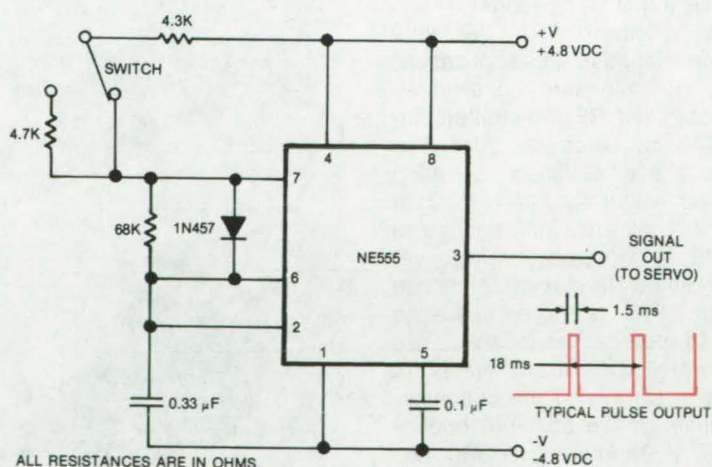 4.3K
+V
+4.8 VDC
SWITCH
4.7K
4
8
7
68K
1N457
NE555
3
SIGNAL
OUT
(TO SERVO)
6
1.5 ms
2
18 ms
1
5
0.33 µF
0.1 µF
TYPICAL PULSE OUTPUT
-V
-4.8 VDC
ALL RESISTANCES ARE IN OHMS